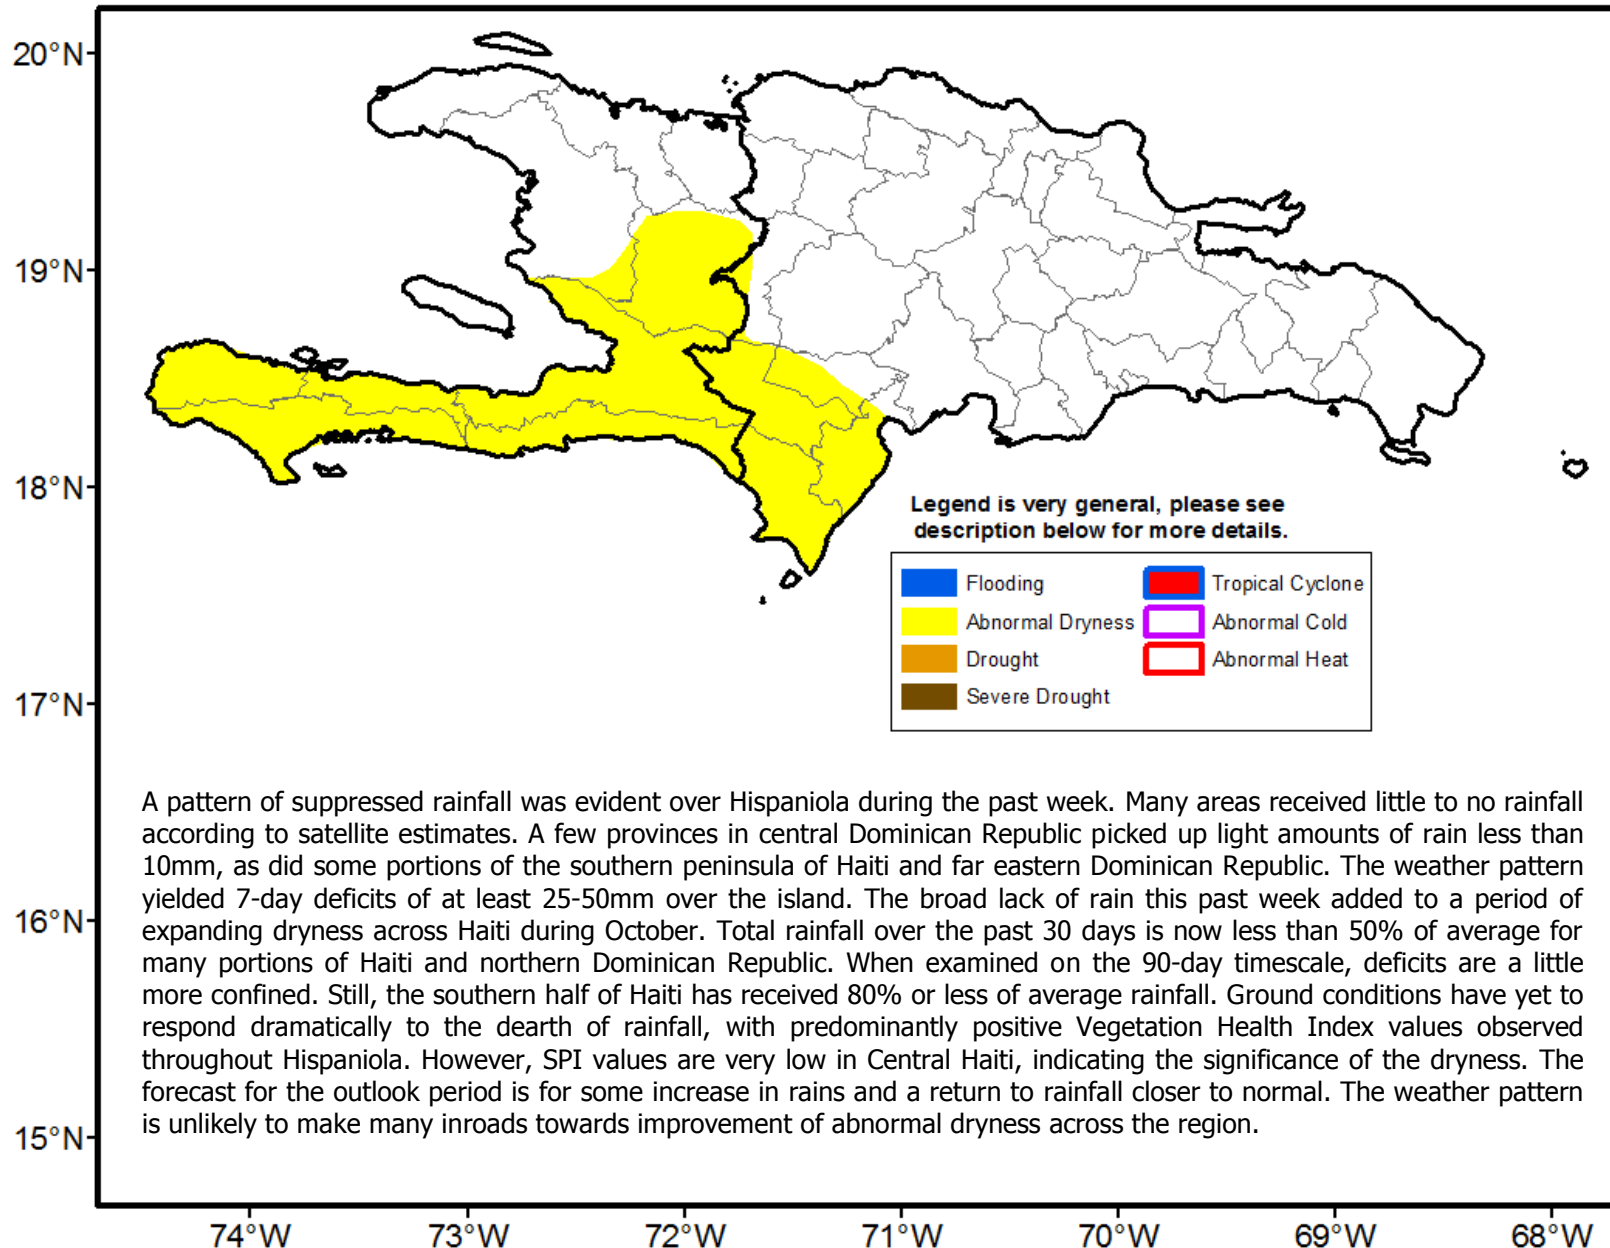 20°N
19°N
18°N
17°N
16°N
15°N
Legend is very general, please see
description below for more details.
Flooding
Tropical Cyclone
Abnormal Dryness
Abnormal Cold
Drought
Abnormal Heat
Severe Drought
A pattern of suppressed rainfall was evident over Hispaniola during the past week. Many areas received little to no rainfall
according to satellite estimates. A few provinces in central Dominican Republic picked up light amounts of rain less than
10mm, as did some portions of the southern peninsula of Haiti and far eastern Dominican Republic. The weather pattern
yielded 7-day deficits of at least 25-50mm over the island. The broad lack of rain this past week added to a period of
expanding dryness across Haiti during October. Total rainfall over the past 30 days is now less than 50% of average for
many portions of Haiti and northern Dominican Republic. When examined on the 90-day timescale, deficits are a little
more confined. Still, the southern half of Haiti has received 80% or less of average rainfall. Ground conditions have yet to
respond dramatically to the dearth of rainfall, with predominantly positive Vegetation Health Index values observed
throughout Hispaniola. However, SPI values are very low in Central Haiti, indicating the significance of the dryness. The
forecast for the outlook period is for some increase in rains and a return to rainfall closer to normal. The weather pattern
is unlikely to make many inroads towards improvement of abnormal dryness across the region.
74°W 73°W 72°W 71°W 70°W 69°W 68°W